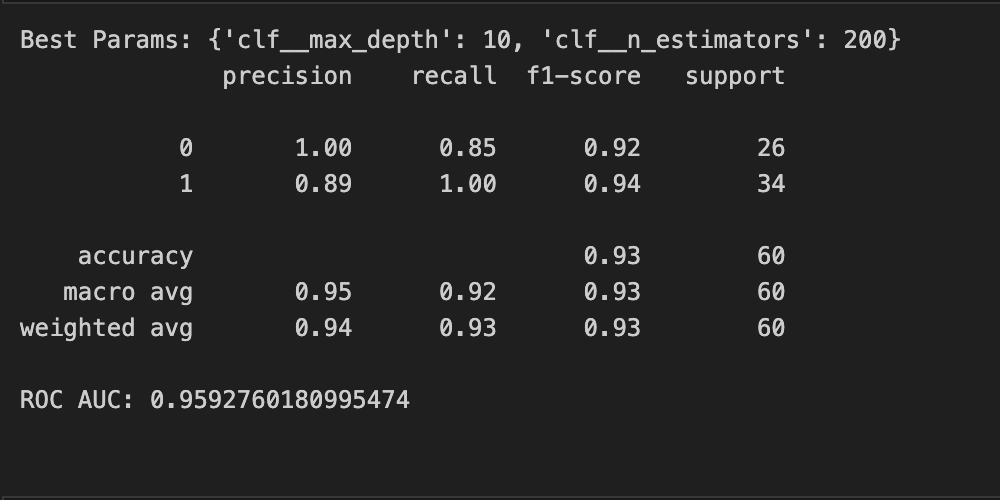 Best Params: {'clf__max_depth': 10, 'clf__n_estimators': 200}
precision recall f1-score support
0 1.00 0.85 0.92 26
1 0.89 1.00 0.94 34
accuracy 0.93 60
macro avg 0.95 0.92 0.93 60
weighted avg 0.94 0.93 0.93 60
ROC AUC: 0.9592760180995474